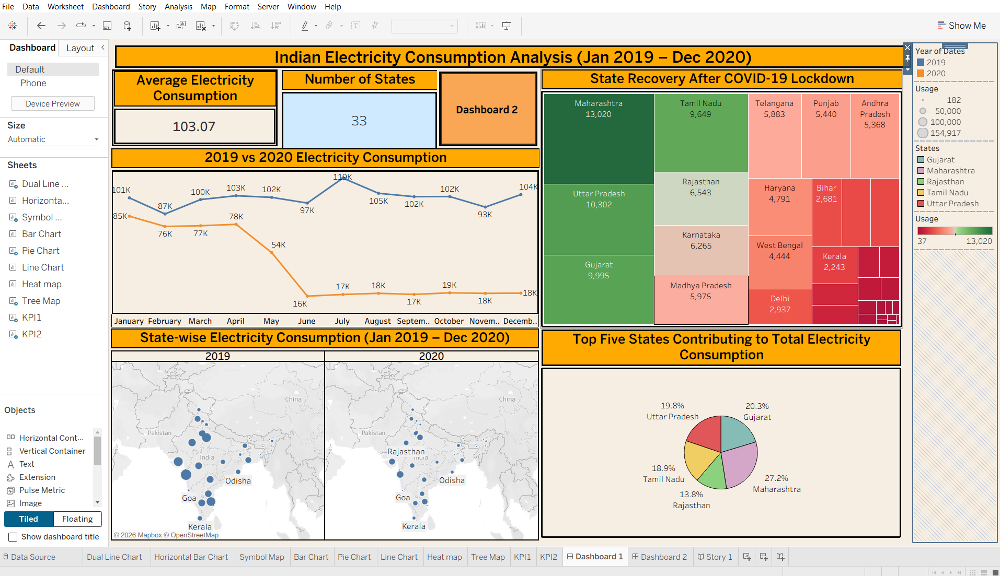 File Data Worksheet Dashboard Story Analysis Map Format Server Window Help
Show Me
Dashboard Layout
Default
Phone
Device Preview
Size
Automatic
Sheets
Dual Line ...
Horizonta...
Symbol ...
Bar Chart
Pie Chart
Line Chart
Heat map
Tree Map
KPI1
KPI2
Objects
Horizontal Cont...
Vertical Container
Text
Extension
Pulse Metric
Image
Tiled Floating
Show dashboard title
Indian Electricity Consumption Analysis (Jan 2019 – Dec 2020)
Average Electricity
Consumption
103.07
Number of States
33
Dashboard 2
2019 vs 2020 Electricity Consumption
101K
87K
100K
103K
102K
97K
110K
105K
102K
102K
93K
104K
85K
76K
77K
78K
54K
16K
17K
18K
17K
19K
18K
18K
January February March April May June July August Septem.. October Novem.. Decemb..
State-wise Electricity Consumption (Jan 2019 – Dec 2020)
2019
China
Pakistan
India
Odisha
Goa
Kerala
© 2026 Mapbox © OpenStreetMap
2020
China
Pakistan
Rajasthan
India
Odisha
Goa
Kerala
State Recovery After COVID-19 Lockdown
Maharashtra
13,020
Uttar Pradesh
10,302
Gujarat
9,995
Tamil Nadu
9,649
Rajasthan
6,543
Karnataka
6,265
Madhya Pradesh
5,975
Telangana
5,883
Punjab
5,440
Andhra
Pradesh
5,368
Haryana
4,791
West Bengal
4,444
Delhi
2,937
Bihar
2,681
Kerala
2,243
Top Five States Contributing to Total Electricity
Consumption
19.8%
Uttar Pradesh
20.3%
Gujarat
18.9%
Tamil Nadu
27.2%
Maharashtra
13.8%
Rajasthan
Year of Dates
2019
2020
Usage
182
50,000
100,000
154,917
States
Gujarat
Maharashtra
Rajasthan
Tamil Nadu
Uttar Pradesh
Usage
37 13,020
Data Source Dual Line Chart Horizontal Bar Chart Symbol Map Bar Chart Pie Chart Line Chart Heat map Tree Map KPI1 KPI2 Dashboard 1 Dashboard 2 Story 1